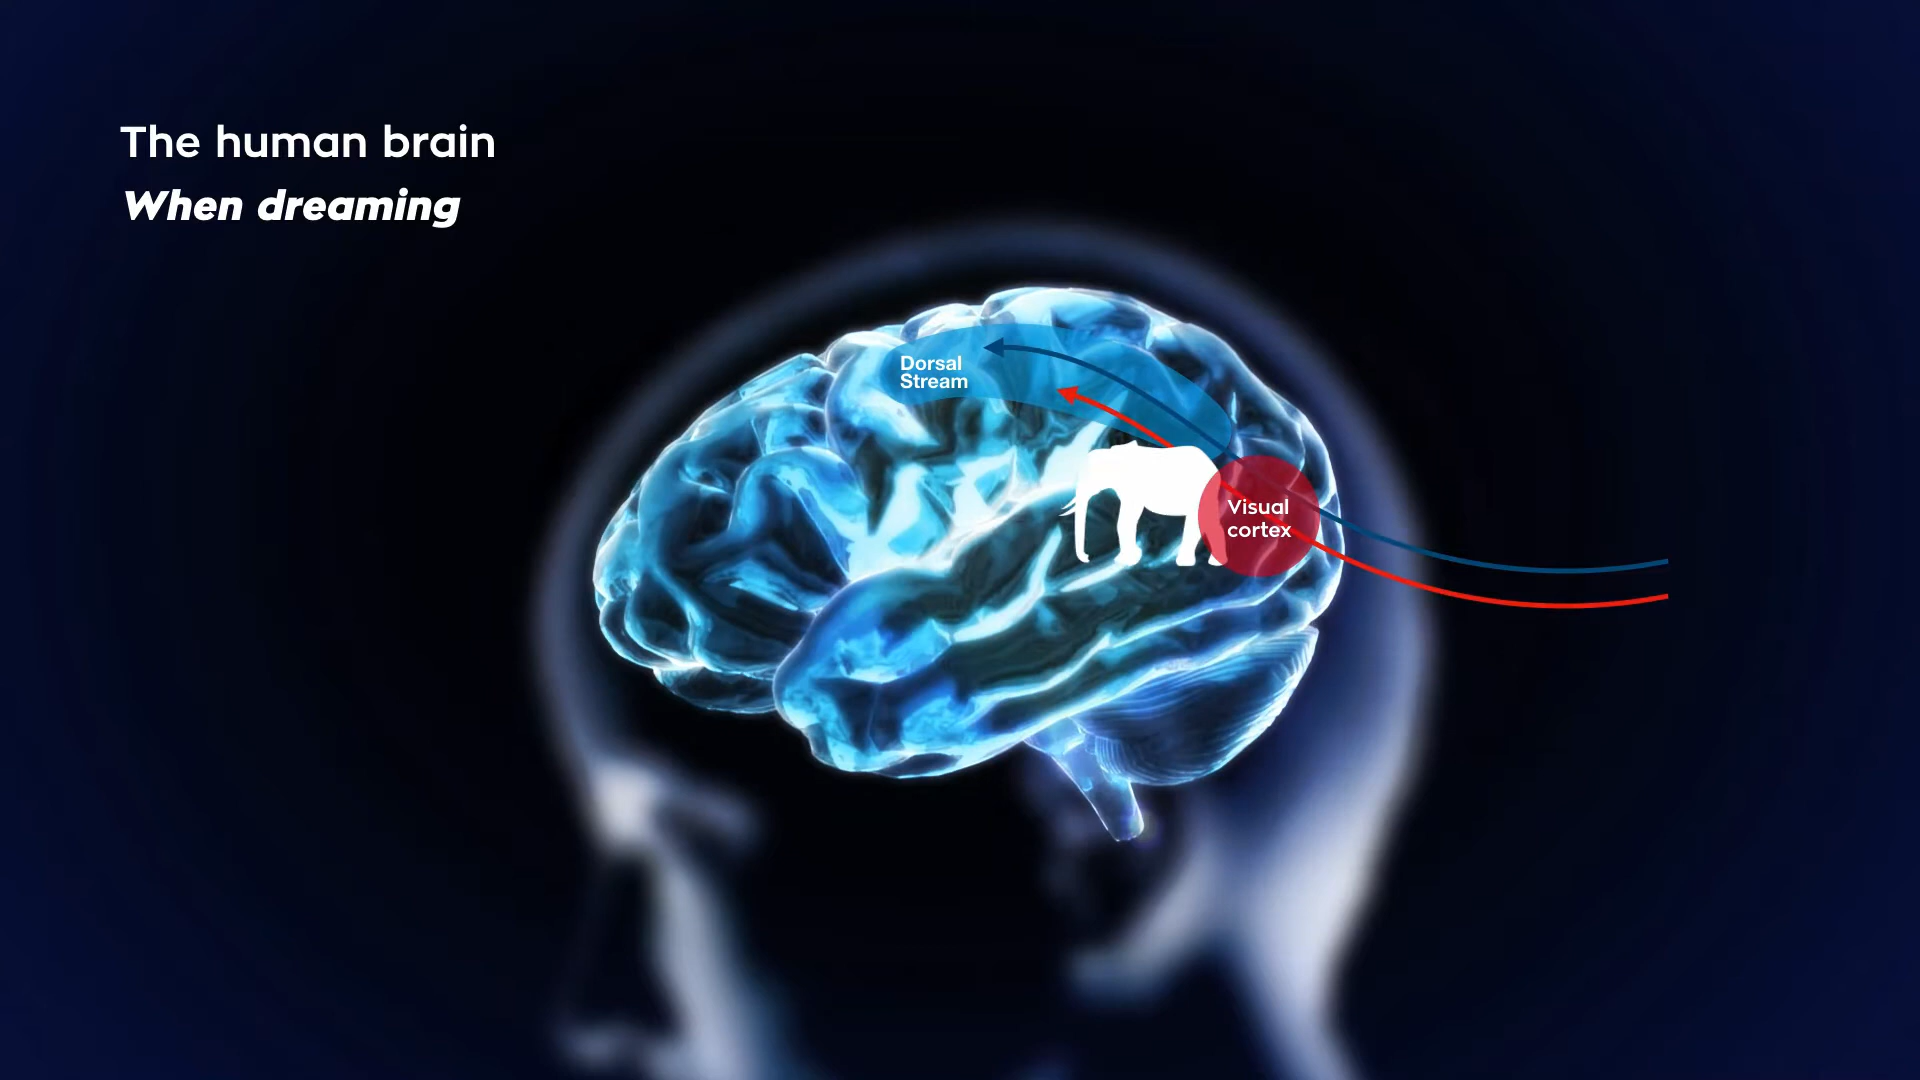 The human brain
When dreaming
Dorsal
Stream
Visual
cortex